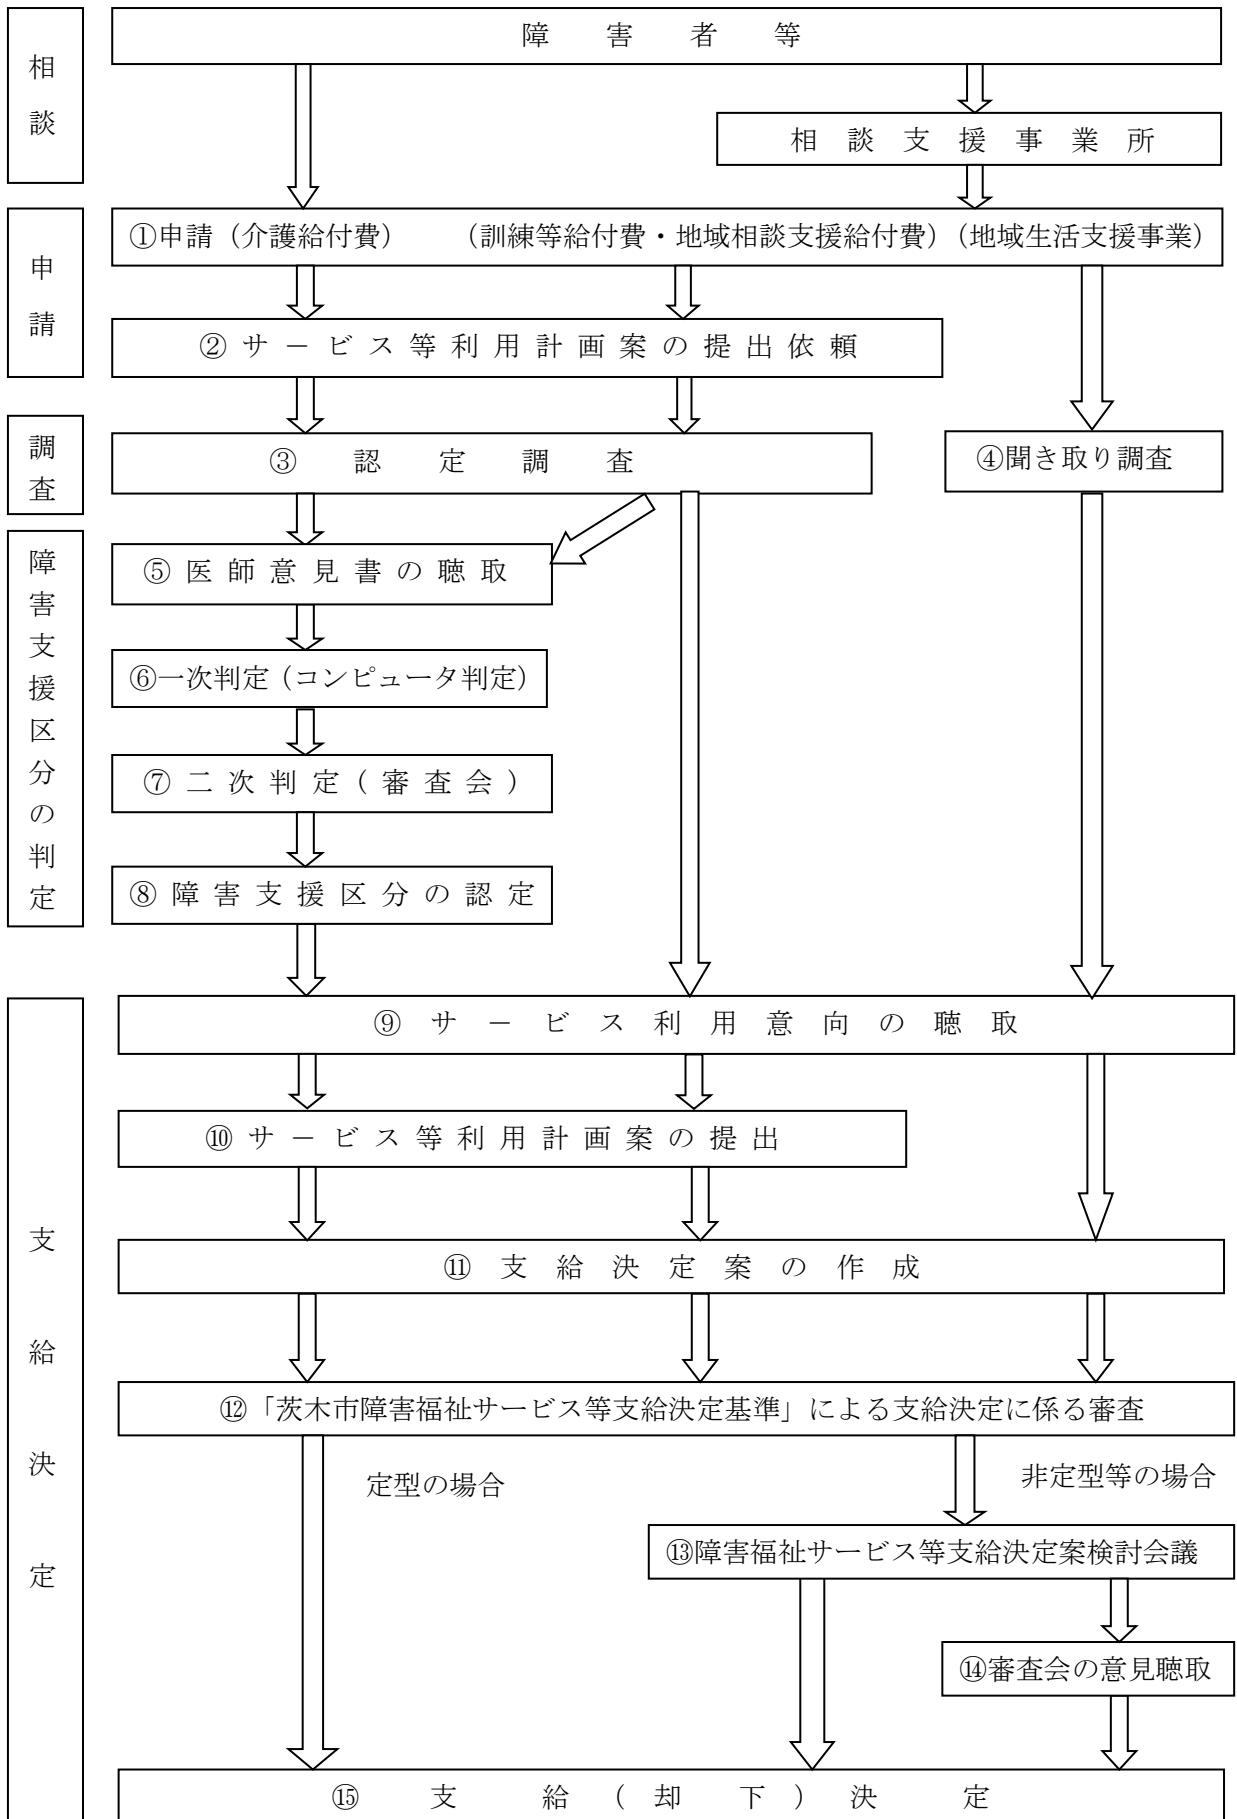 相談
障害者等
相談支援事業所
申請
①申請（介護給付費）　（訓練等給付費・地域相談支援給付費）（地域生活支援事業）
②サービス等利用計画案の提出依頼
調査
③認定調査
④聞き取り調査
障害支援区分の判定
⑤医師意見書の聴取
⑥一次判定（コンピュータ判定）
⑦二次判定（審査会）
⑧障害支援区分の認定
支給決定
⑨サービス利用意向の聴取
⑩サービス等利用計画案の提出
⑪支給決定案の作成
⑫「茨木市障害福祉サービス等支給決定基準」による支給決定に係る審査
定型の場合
非定型等の場合
⑬障害福祉サービス等支給決定案検討会議
⑭審査会の意見聴取
⑮支給（却下）決定